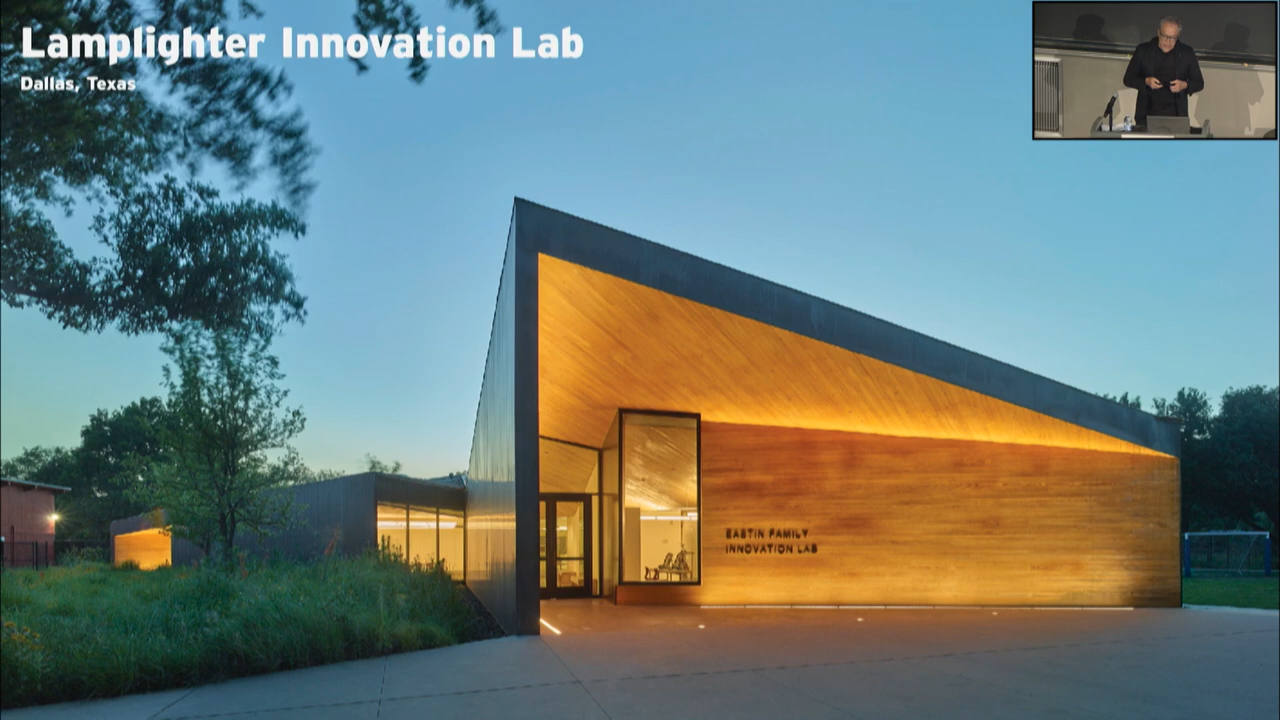 Lamplighter Innovation Lab
Dallas, Texas
EASTIN FAMILY
INNOVATION LAB